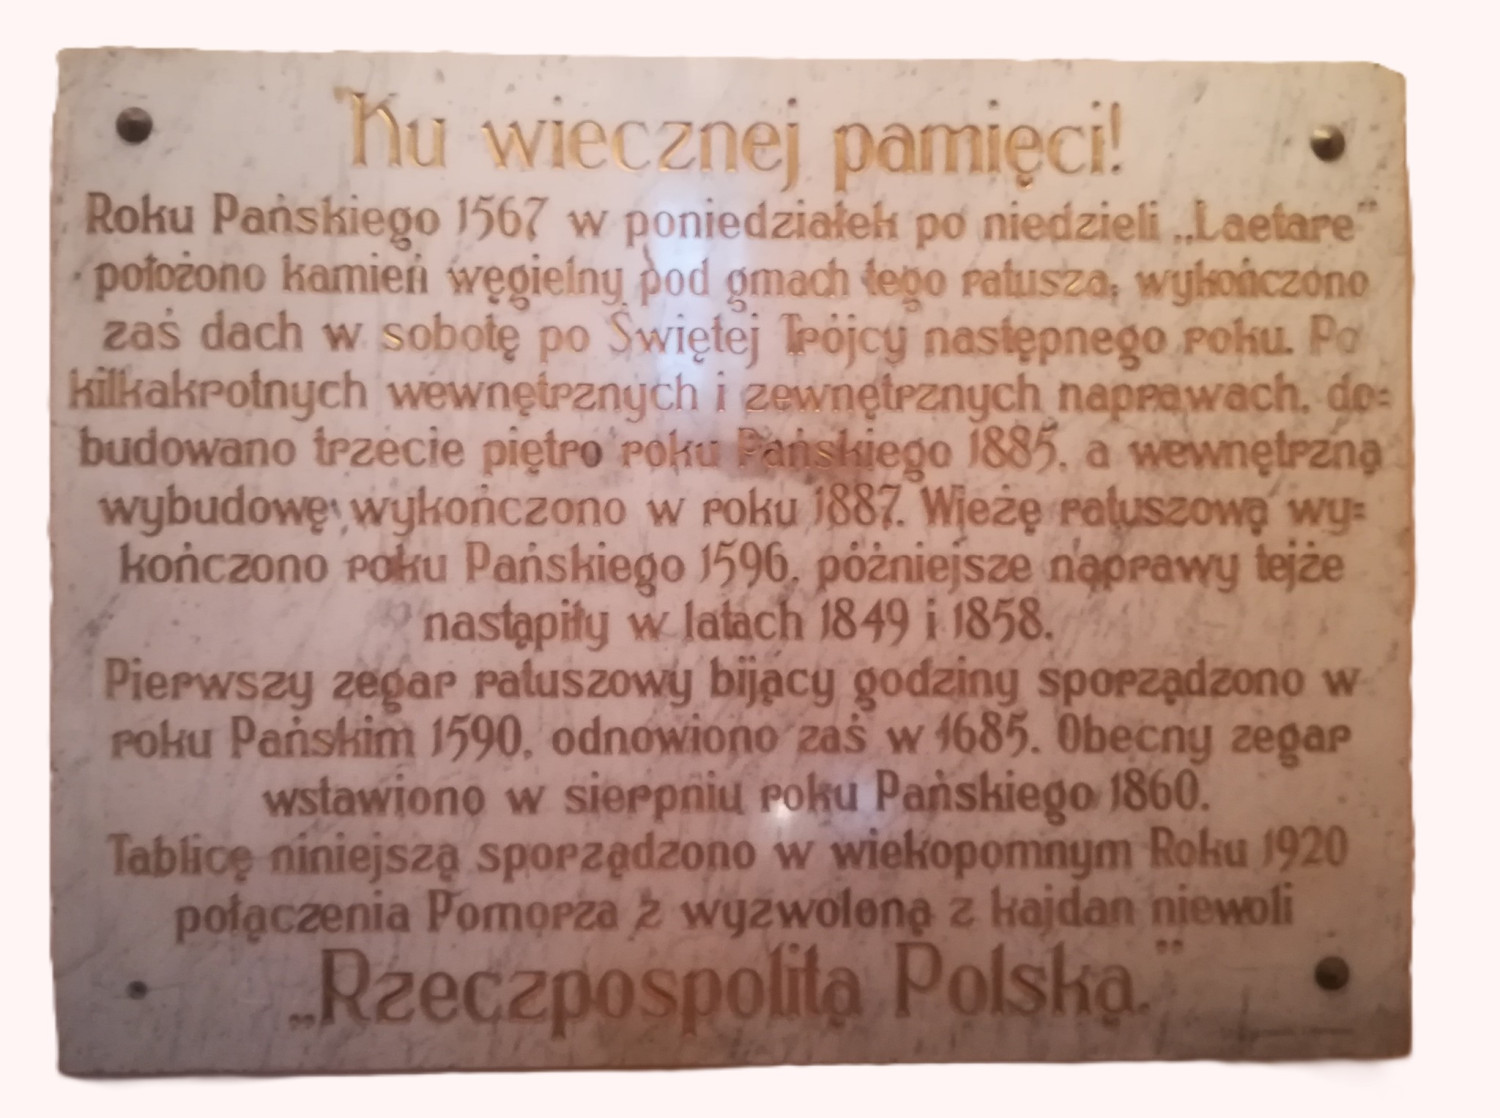 Ku wiecznej pamięci!
Roku Pańskiego 1567 w poniedziałek po niedzieli „Laetare"
położono kamień węgielny pod gmach tego ratusza, wykończono
zaś dach w sobotę po Świętej Trójcy następnego roku. Po
kilkakrotnych wewnętrznych i zewnętrznych naprawach, do=
budowano trzecie piętro roku Pańskiego 1885, a wewnętrzną
wybudowę wykończono w roku 1887. Wieżę ratuszową wy=
kończono roku Pańskiego 1596, późniejsze naprawy tejże
nastąpiły w latach 1849 i 1858.
Pierwszy zegar ratuszowy bijący godziny sporządzono w
roku Pańskim 1590, odnowiono zaś w 1685. Obecny zegar
wstawiono w sierpniu roku Pańskiego 1860.
Tablicę niniejszą sporządzono w wiekopomnym Roku 1920
połączenia Pomorza z wyzwoloną z kajdan niewoli
„Rzeczpospolitą Polską."